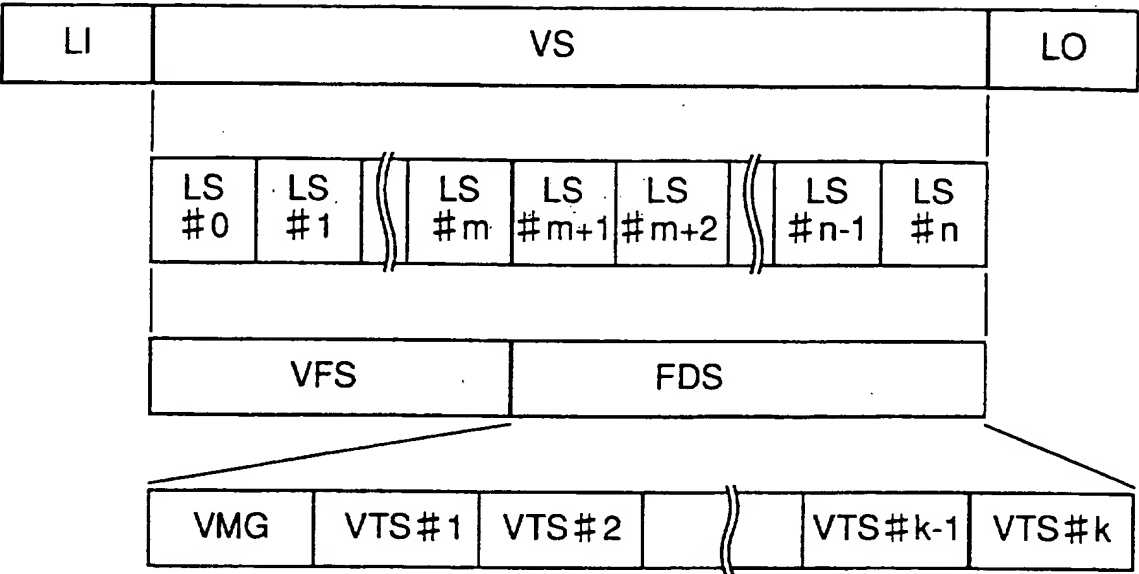 LI VS LO
LS LS LS LS LS LS LS
#0 #1 #m #m+1 #m+2 #n-1 #n
VFS FDS
VMG VTS#1 VTS#2 VTS#k-1 VTS#k